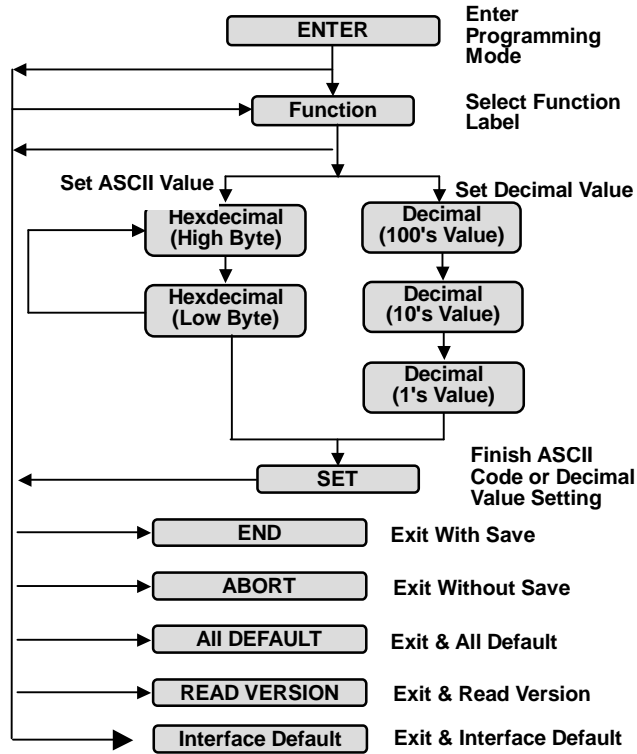 ENTER
Enter
Programming
Mode
Function
Select Function
Label
Set ASCII Value
Set Decimal Value
Hexdecimal
(High Byte)
Decimal
(100's Value)
Hexdecimal
(Low Byte)
Decimal
(10's Value)
Decimal
(1's Value)
SET
Finish ASCII
Code or Decimal
Value Setting
END
Exit With Save
ABORT
Exit Without Save
All DEFAULT
Exit & All Default
READ VERSION
Exit & Read Version
Interface Default
Exit & Interface Default